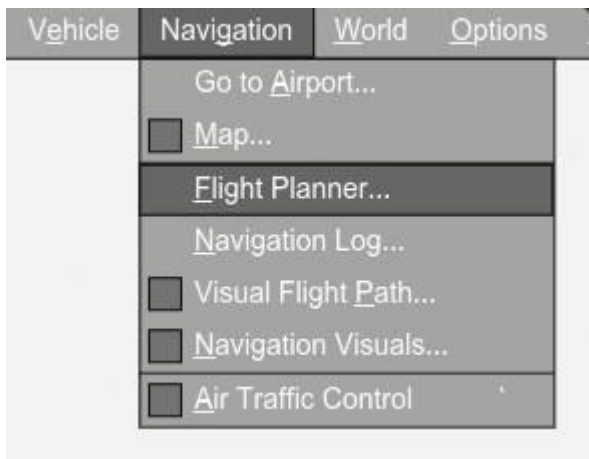 Vehicle Navigation World Options
Go to Airport...
Map...
Flight Planner...
Navigation Log...
Visual Flight Path...
Navigation Visuals...
Air Traffic Control